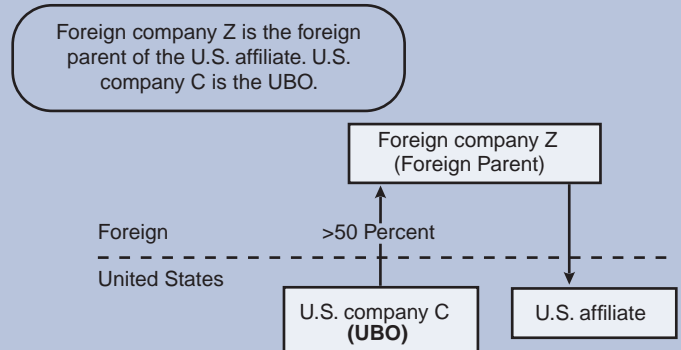 Foreign company Z is the foreign
parent of the U.S. affiliate. U.S.
company C is the UBO.
Foreign company Z
(Foreign Parent)
Foreign
>50 Percent
United States
U.S. company C
(UBO)
U.S. affiliate